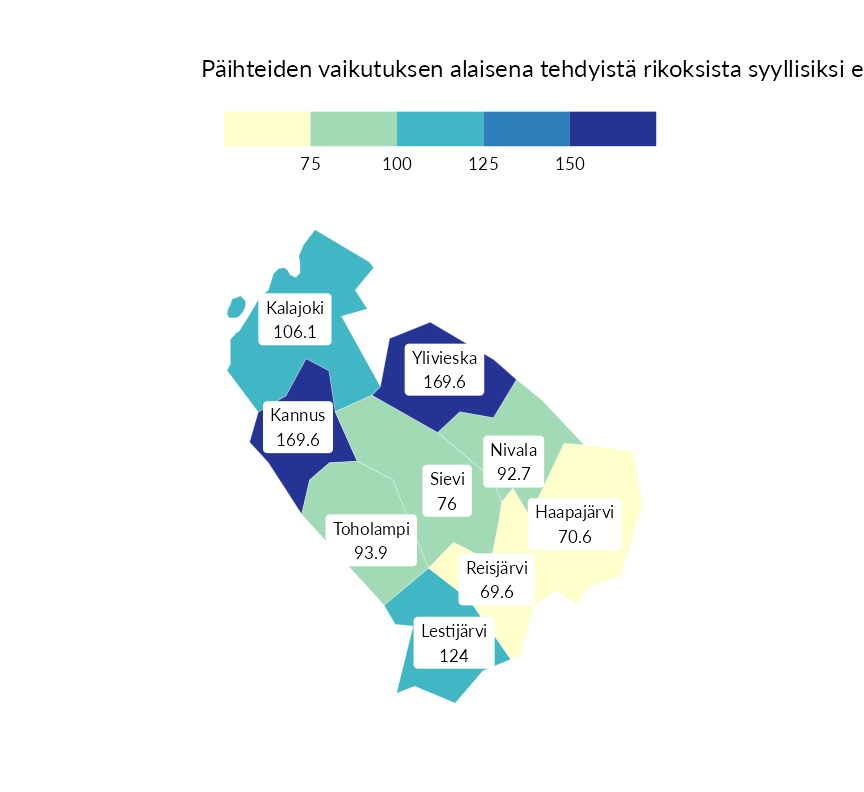 Päihteiden vaikutuksen alaisena tehdyistä rikoksista syyllisiksi e
75 100 125 150
Kalajoki
106.1
Ylivieska
169.6
Kannus
169.6
Nivala
92.7
Sievi
76
Haapajärvi
70.6
Toholampi
93.9
Reisjärvi
69.6
Lestijärvi
124